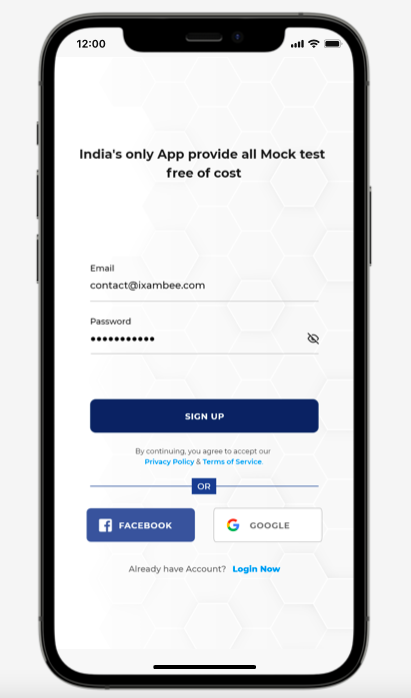 12:00
India's only App provide all Mock test
free of cost
Email
contact@ixambee.com
Password
•••••••••••
SIGN UP
By continuing, you agree to accept our
Privacy Policy & Terms of Service
OR
FACEBOOK
GOOGLE
Already have Account? Login Now